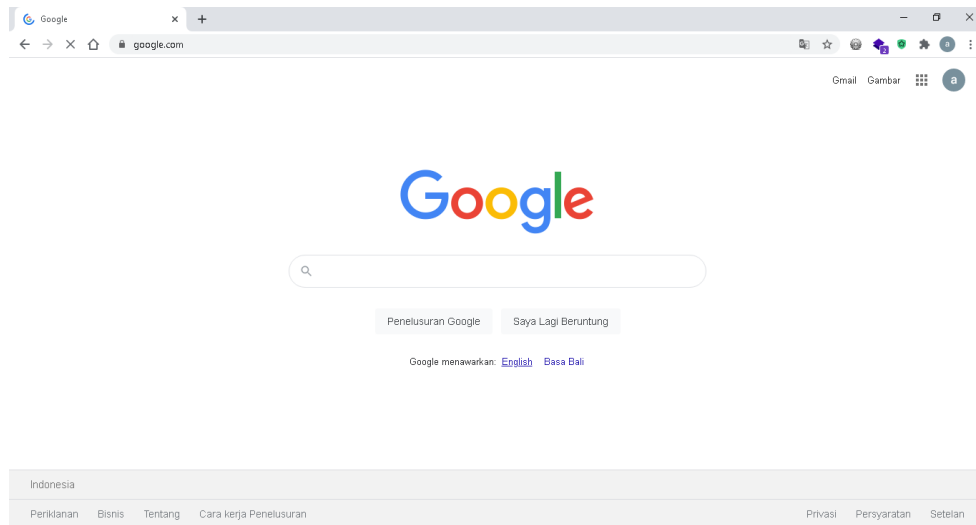 Google
google.com
2
a
Gmail Gambar a
Google
Penelusuran Google Saya Lagi Beruntung
Google menawarkan: English Basa Bali
Indonesia
Periklanan Bisnis Tentang Cara kerja Penelusuran Privasi Persyaratan Setelan